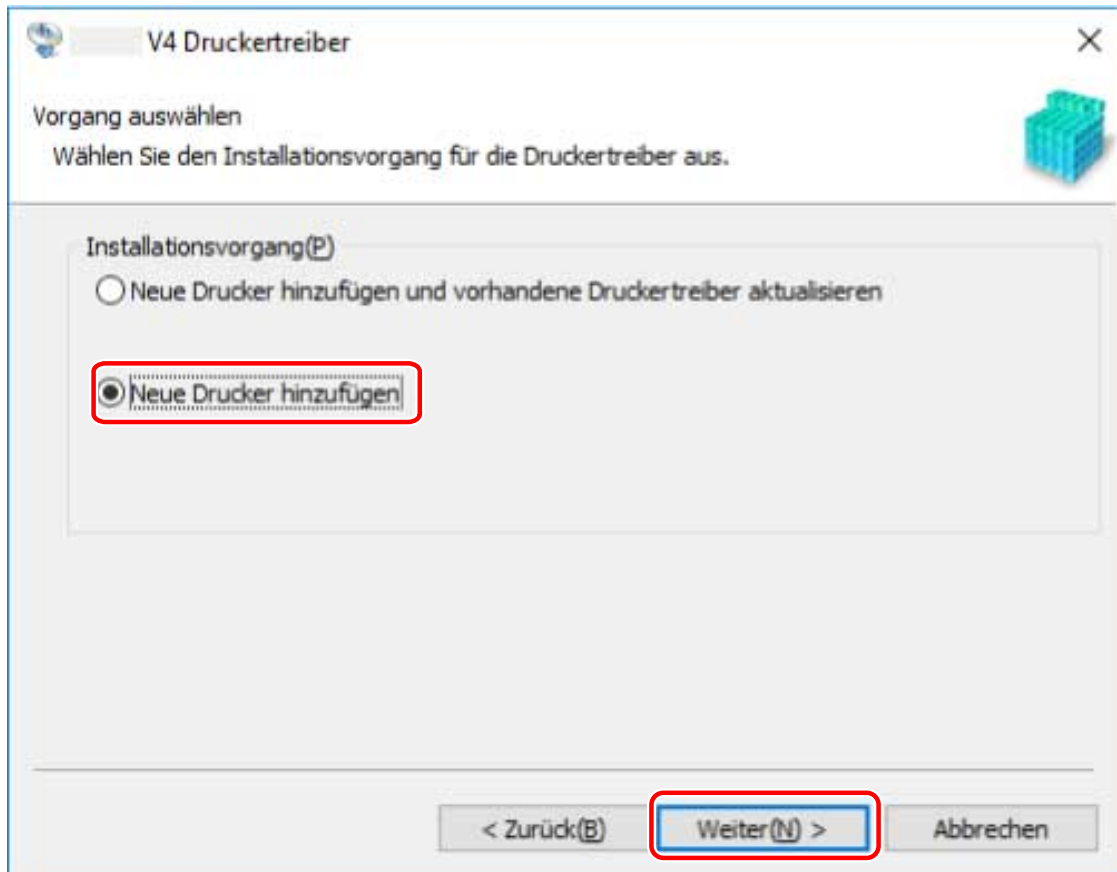 V4 Druckertreiber
Vorgang auswählen
Wählen Sie den Installationsvorgang für die Druckertreiber aus.
Installationsvorgang(P)
Neue Drucker hinzufügen und vorhandene Druckertreiber aktualisieren
Neue Drucker hinzufügen
< Zurück(B) Weiter(N) > Abbrechen